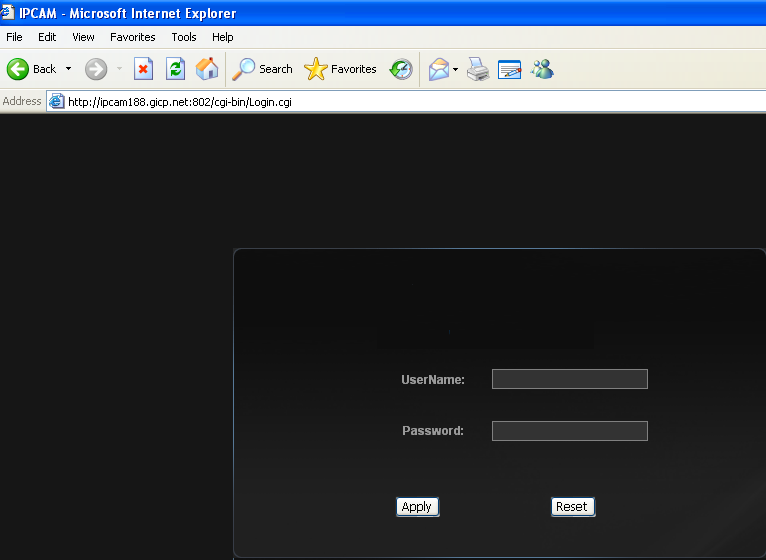 IPCAM - Microsoft Internet Explorer
File Edit View Favorites Tools Help
Back Search Favorites
Address http://ipcam188.gicp.net:802/cgi-bin/Login.cgi
UserName:
Password:
Apply Reset